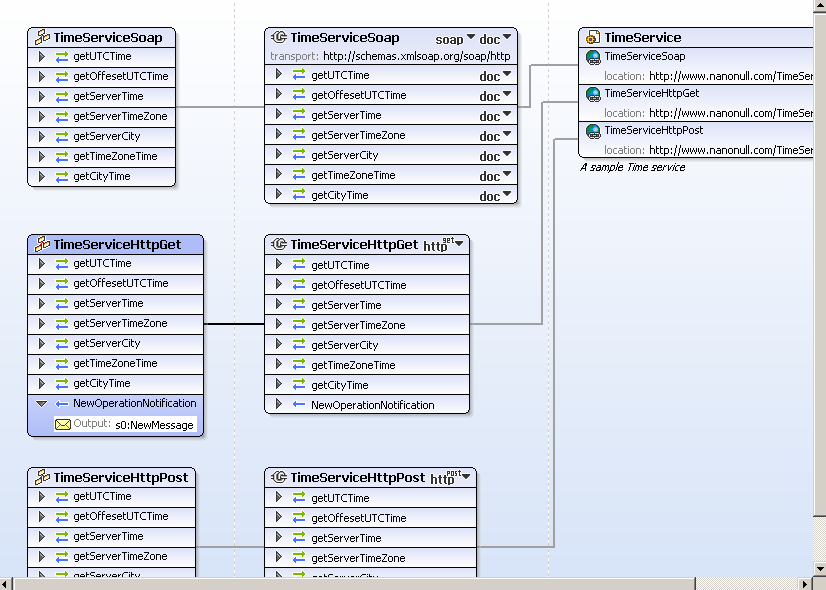 TimeServiceSoap
getUTCTime
getOffesetUTCTime
getServerTime
getServerTimeZone
getServerCity
getTimeZoneTime
getCityTime
TimeServiceSoap soap doc
transport: http://schemas.xmlsoap.org/soap/http
getUTCTime doc
getOffesetUTCTime doc
getServerTime doc
getServerTimeZone doc
getServerCity doc
getTimeZoneTime doc
getCityTime doc
TimeService
TimeServiceSoap
location: http://www.nanonull.com/TimeSer
TimeServiceHttpGet
location: http://www.nanonull.com/TimeSer
TimeServiceHttpPost
location: http://www.nanonull.com/TimeSer
A sample Time service
TimeServiceHttpGet
getUTCTime
getOffesetUTCTime
getServerTime
getServerTimeZone
getServerCity
getTimeZoneTime
getCityTime
NewOperationNotification
Output: s0:NewMessage
TimeServiceHttpGet http get
getUTCTime
getOffesetUTCTime
getServerTime
getServerTimeZone
getServerCity
getTimeZoneTime
getCityTime
NewOperationNotification
TimeServiceHttpPost
getUTCTime
getOffesetUTCTime
getServerTime
getServerTimeZone
getServerCity
TimeServiceHttpPost http post
getUTCTime
getOffesetUTCTime
getServerTime
getServerTimeZone
getServerCity